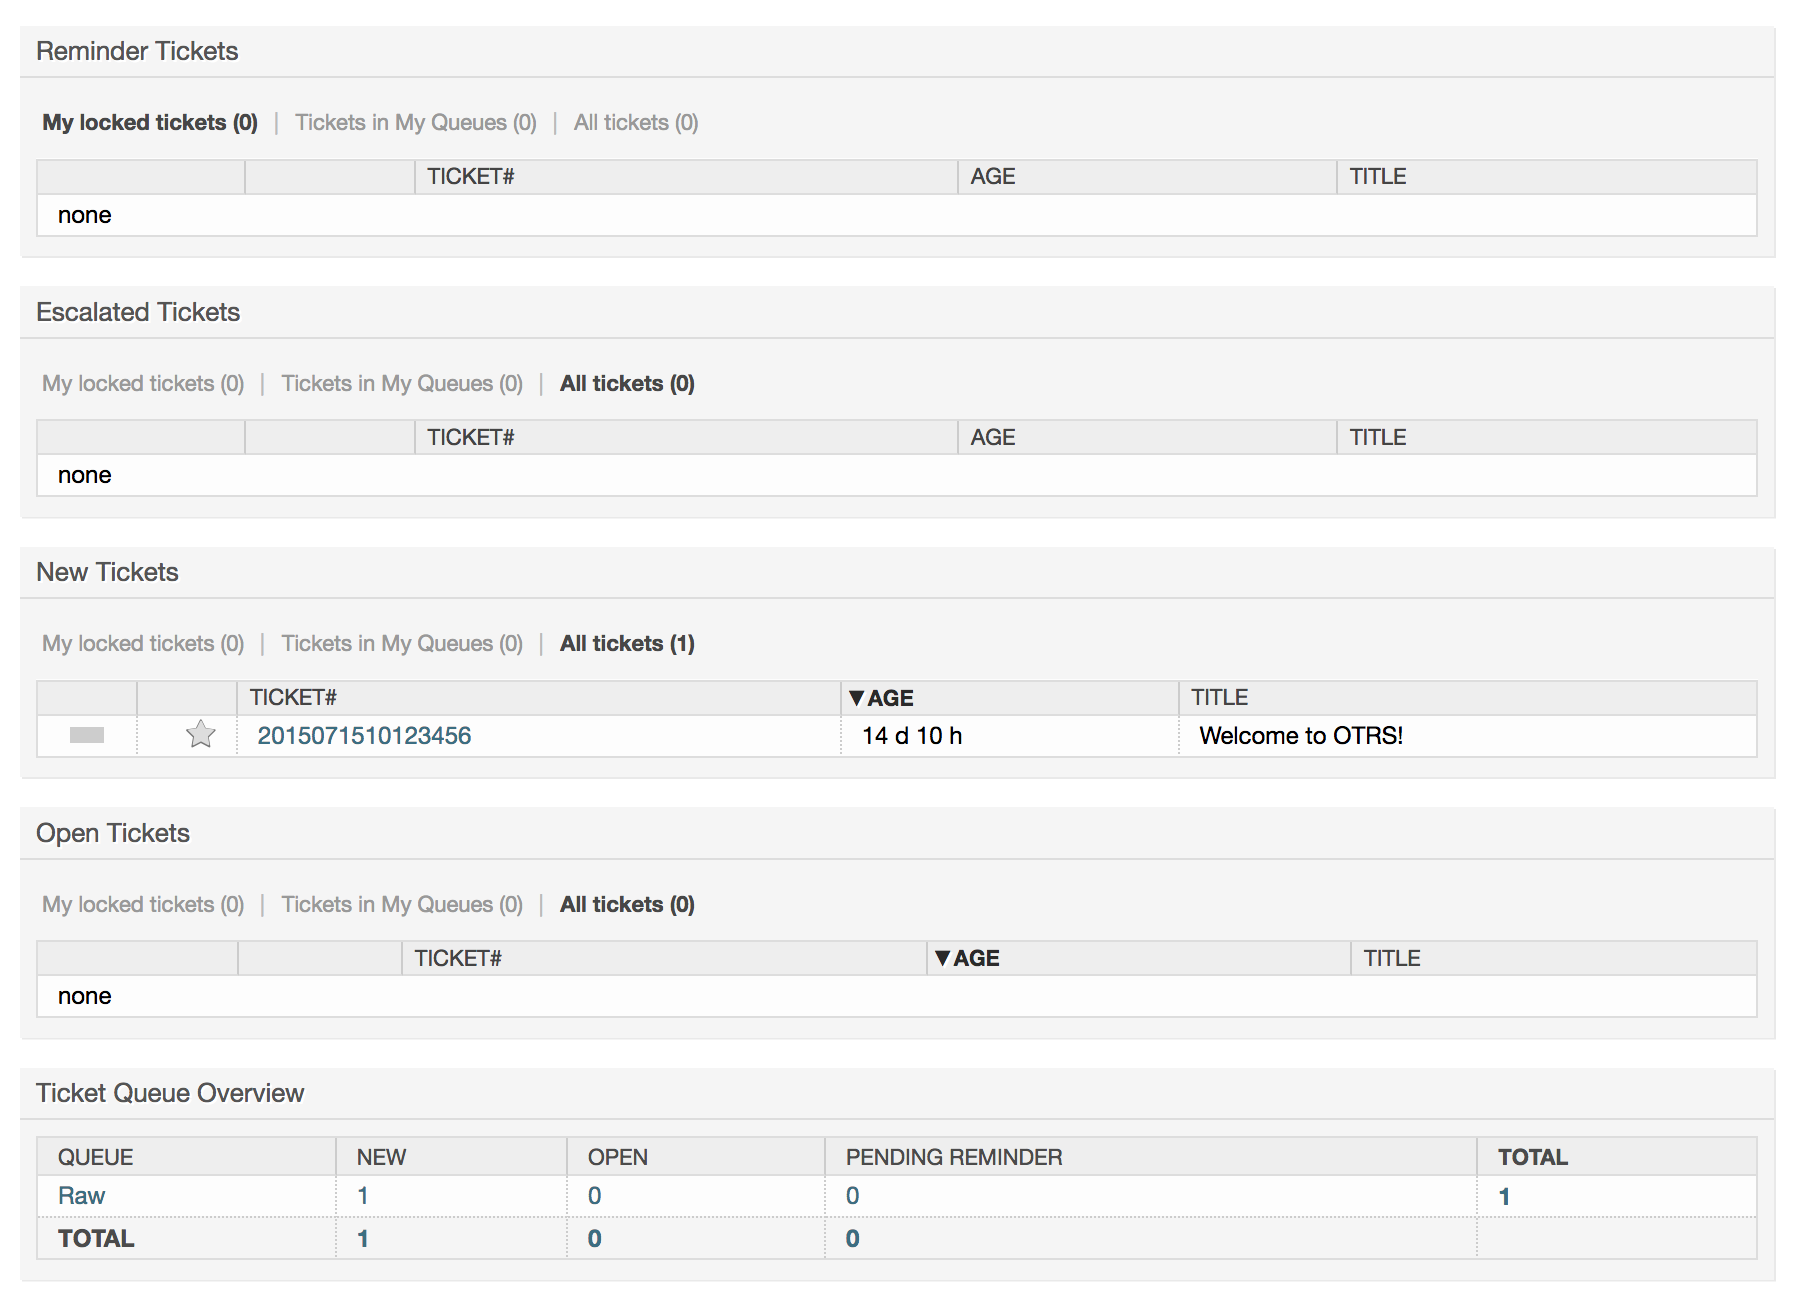 Reminder Tickets
My locked tickets (0) | Tickets in My Queues (0) | All tickets (0)
TICKET# AGE TITLE
none
Escalated Tickets
My locked tickets (0) | Tickets in My Queues (0) | All tickets (0)
TICKET# AGE TITLE
none
New Tickets
My locked tickets (0) | Tickets in My Queues (0) | All tickets (1)
TICKET# ▼AGE TITLE
2015071510123456 14 d 10 h Welcome to OTRS!
Open Tickets
My locked tickets (0) | Tickets in My Queues (0) | All tickets (0)
TICKET# ▼AGE TITLE
none
Ticket Queue Overview
QUEUE NEW OPEN PENDING REMINDER TOTAL
Raw 1 0 0 1
TOTAL 1 0 0